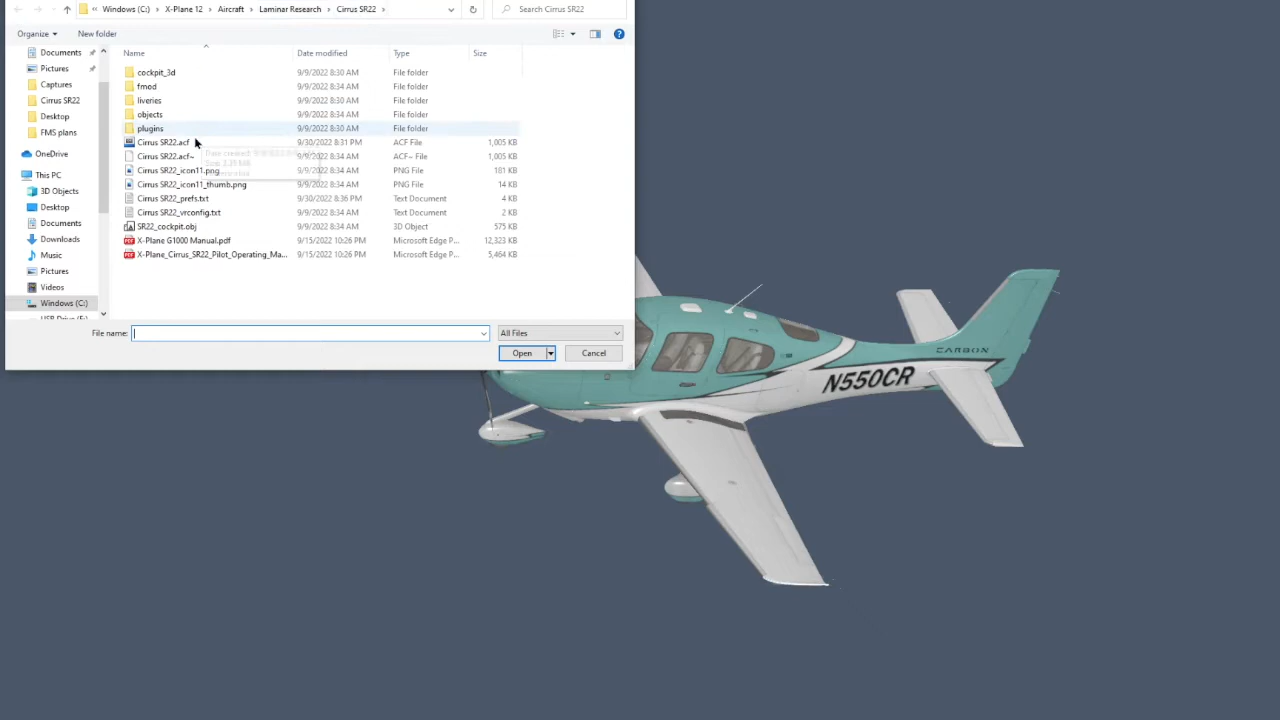 « Windows (C:) › X-Plane 12 › Aircraft › Laminar Research › Cirrus SR22 › Search Cirrus SR22
Organize New folder
Name Date modified Type Size
Documents
Pictures
Captures
Cirrus SR22
Desktop
FMS plans
OneDrive
This PC
3D Objects
Desktop
Documents
Downloads
Music
Pictures
Videos
Windows (C:)
cockpit_3d 9/9/2022 8:30 AM File folder
fmod 9/9/2022 8:34 AM File folder
liveries 9/9/2022 8:30 AM File folder
objects 9/9/2022 8:34 AM File folder
plugins 9/9/2022 8:30 AM File folder
Cirrus SR22.acf 9/30/2022 8:31 PM ACF File 1,005 KB
Cirrus SR22.acf~ 9/9/2022 8:34 AM ACF~ File 1,005 KB
Cirrus SR22_icon11.png 9/9/2022 8:34 AM PNG File 181 KB
Cirrus SR22_icon11_thumb.png 9/9/2022 8:34 AM PNG File 14 KB
Cirrus SR22_prefs.txt 9/30/2022 8:36 PM Text Document 4 KB
Cirrus SR22_vrconfig.txt 9/9/2022 8:34 AM Text Document 2 KB
SR22_cockpit.obj 9/9/2022 8:34 AM 3D Object 575 KB
X-Plane G1000 Manual.pdf 9/15/2022 10:26 PM Microsoft Edge P... 12,323 KB
X-Plane_Cirrus_SR22_Pilot_Operating_Ma... 9/15/2022 10:26 PM Microsoft Edge P... 5,464 KB
File name: All Files
Open Cancel
CARBON
N550CR